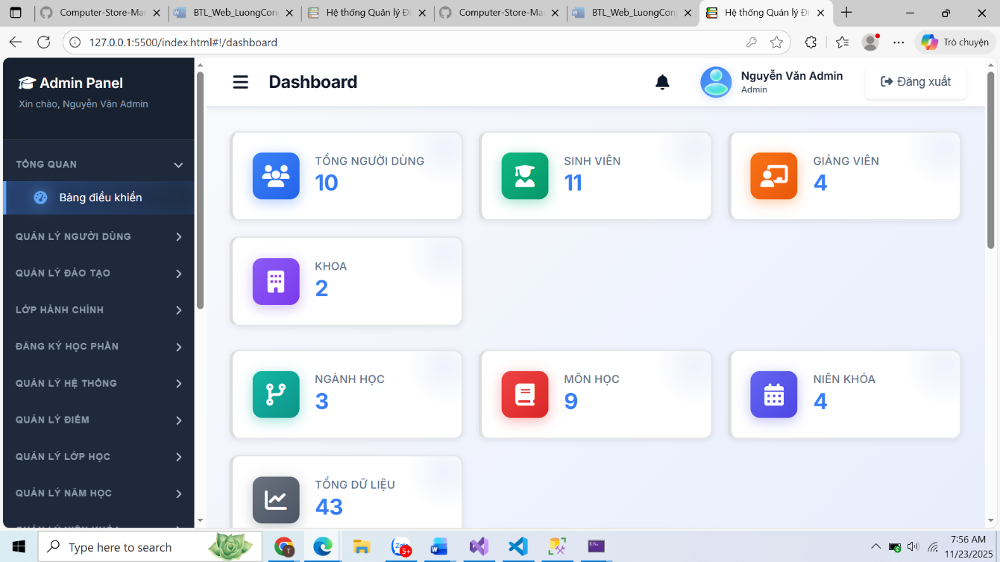 Computer-Store-Ma
BTL_Web_LuongCon
Hệ thống Quản lý Đi
Computer-Store-Ma
BTL_Web_LuongCon
Hệ thống Quản lý Đi
127.0.0.1:5500/index.html#!/dashboard
Trò chuyện
Admin Panel
Xin chào, Nguyễn Văn Admin
TỔNG QUAN
Bảng điều khiển
QUẢN LÝ NGƯỜI DÙNG
QUẢN LÝ ĐÀO TẠO
LỚP HÀNH CHÍNH
ĐĂNG KÝ HỌC PHẦN
QUẢN LÝ HỆ THỐNG
QUẢN LÝ ĐIỂM
QUẢN LÝ LỚP HỌC
QUẢN LÝ NĂM HỌC
Dashboard
Nguyễn Văn Admin
Admin
Đăng xuất
TỔNG NGƯỜI DÙNG
10
SINH VIÊN
11
GIẢNG VIÊN
4
KHOA
2
NGÀNH HỌC
3
MÔN HỌC
9
NIÊN KHÓA
4
TỔNG DỮ LIỆU
43
Type here to search
T
5+
7:56 AM
11/23/2025